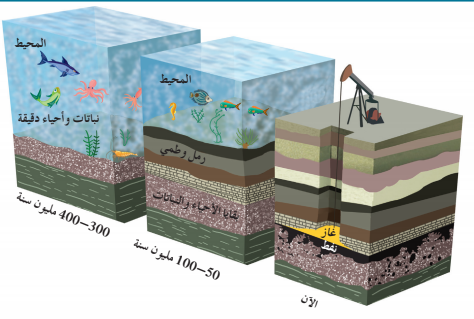 المحيط
نباتات وأحياء دقيقة
300–400 مليون سنة
المحيط
رمل وطمي
بقايا الأحياء والنباتات
50–100 مليون سنة
غاز
نفط
الآن